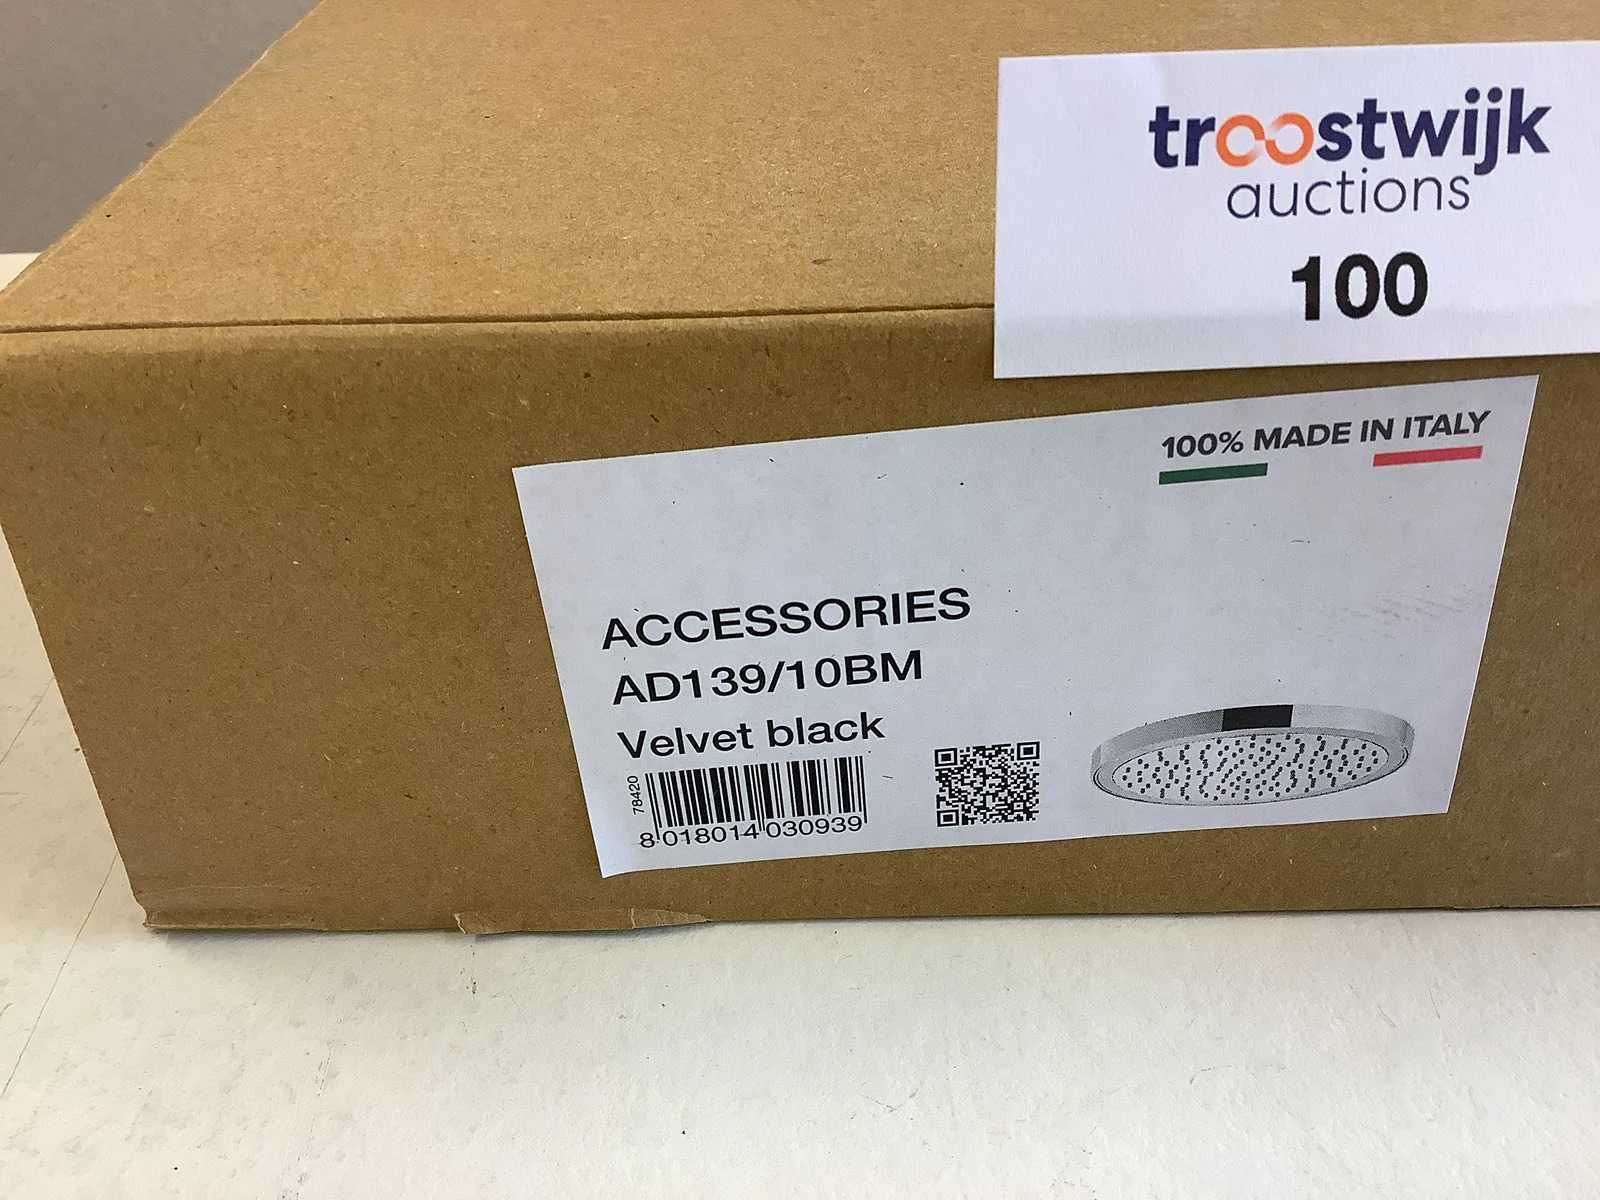 troostwijk
auctions
100
100% MADE IN ITALY
ACCESSORIES
AD139/10BM
Velvet black
78420
8 018014 030939